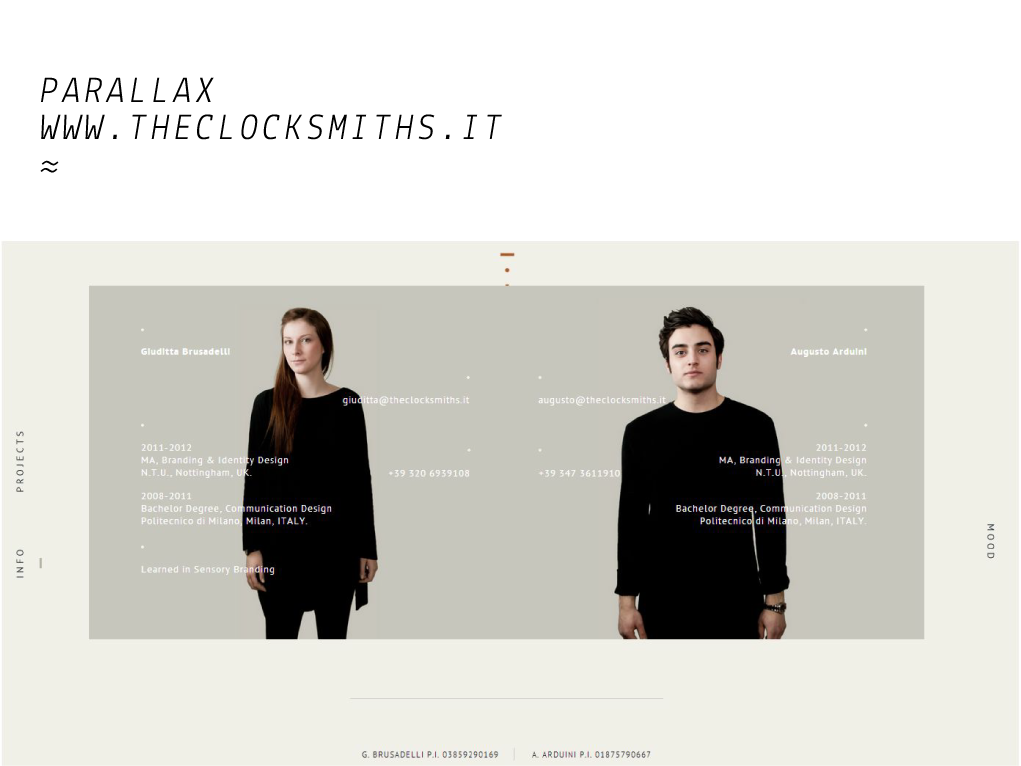 PARALLAX
WWW.THECLOCKSMITHS.IT
≈
Giuditta Brusadelli
giuditta@theclocksmiths.it
2011-2012
MA, Branding & Identity Design
N.T.U., Nottingham, UK.
+39 320 6939108
2008-2011
Bachelor Degree, Communication Design
Politecnico di Milano, Milan, ITALY.
Learned in Sensory Branding
Augusto Arduini
augusto@theclocksmiths.it
2011-2012
MA, Branding & Identity Design
+39 347 3611910
N.T.U., Nottingham, UK.
2008-2011
Bachelor Degree, Communication Design
Politecnico di Milano, Milan, ITALY.
PROJECTS
INFO
MOOD
G. BRUSADELLI P.I. 03859290169
A. ARDUINI P.I. 01875790667